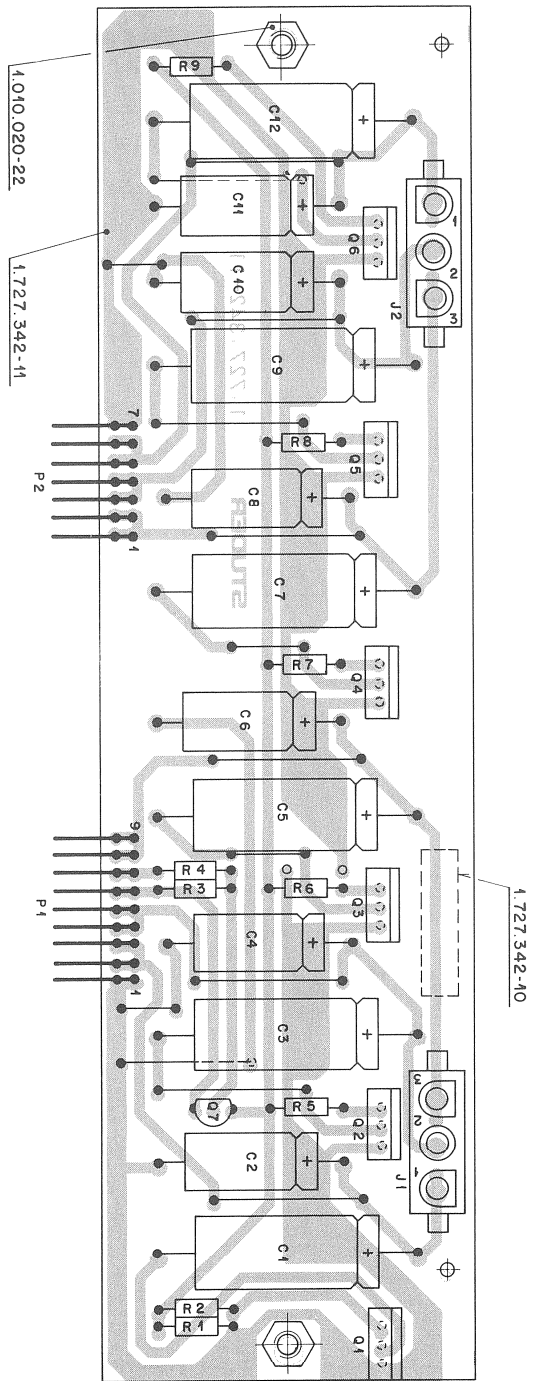 1.010.020-22
1.727.342-11
R9
C12
C11
C10
C9
Q6
1
2
3
J2
7
P2
1
R8
Q5
C8
STUDER
C7
R7
Q4
C6
C5
1.727.342-10
9
P1
1
R4
R3
R6
Q3
C4
C3
3
2
1
J1
Q7
R5
Q2
C2
C1
R2
R1
Q1